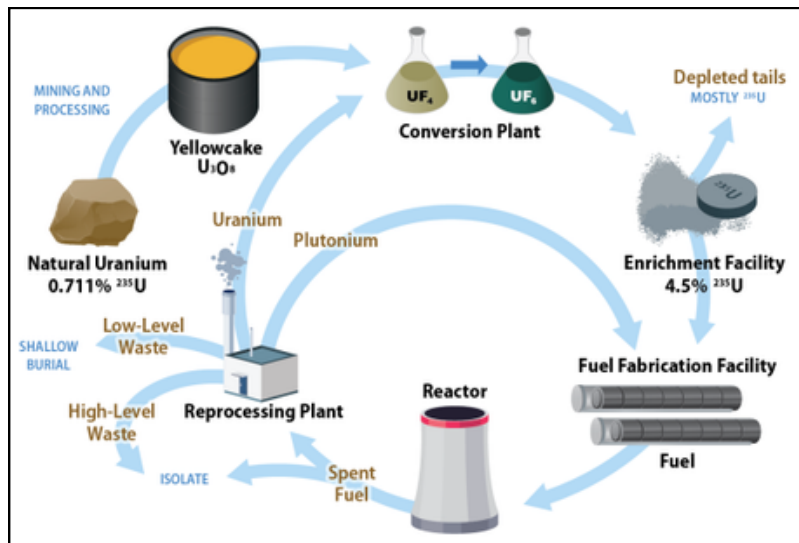 MINING AND
PROCESSING
Yellowcake
U₃O₈
UF₄
UF₆
Conversion Plant
Depleted tails
MOSTLY ²³⁵U
Natural Uranium
0.711% ²³⁵U
Uranium
Plutonium
Enrichment Facility
4.5% ²³⁵U
Low-Level
Waste
SHALLOW
BURIAL
High-Level
Waste
Reprocessing Plant
ISOLATE
Spent
Fuel
Reactor
Fuel Fabrication Facility
Fuel